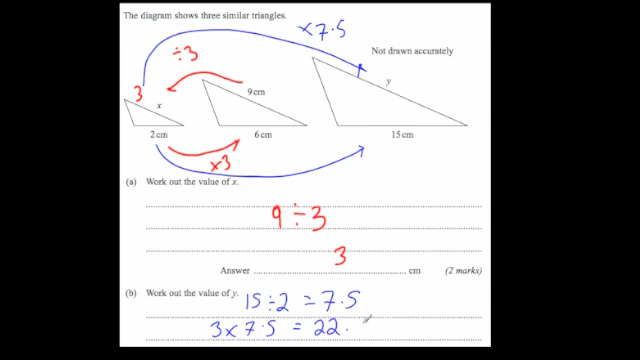 The diagram shows three similar triangles.
×7.5
÷3
Not drawn accurately
3
x
9 cm
y
2 cm
6 cm
15 cm
×3
(a) Work out the value of x.
9 ÷ 3
3
Answer ........ cm (2 marks)
(b) Work out the value of y.
15 ÷ 2 = 7.5
3 × 7.5 = 22.